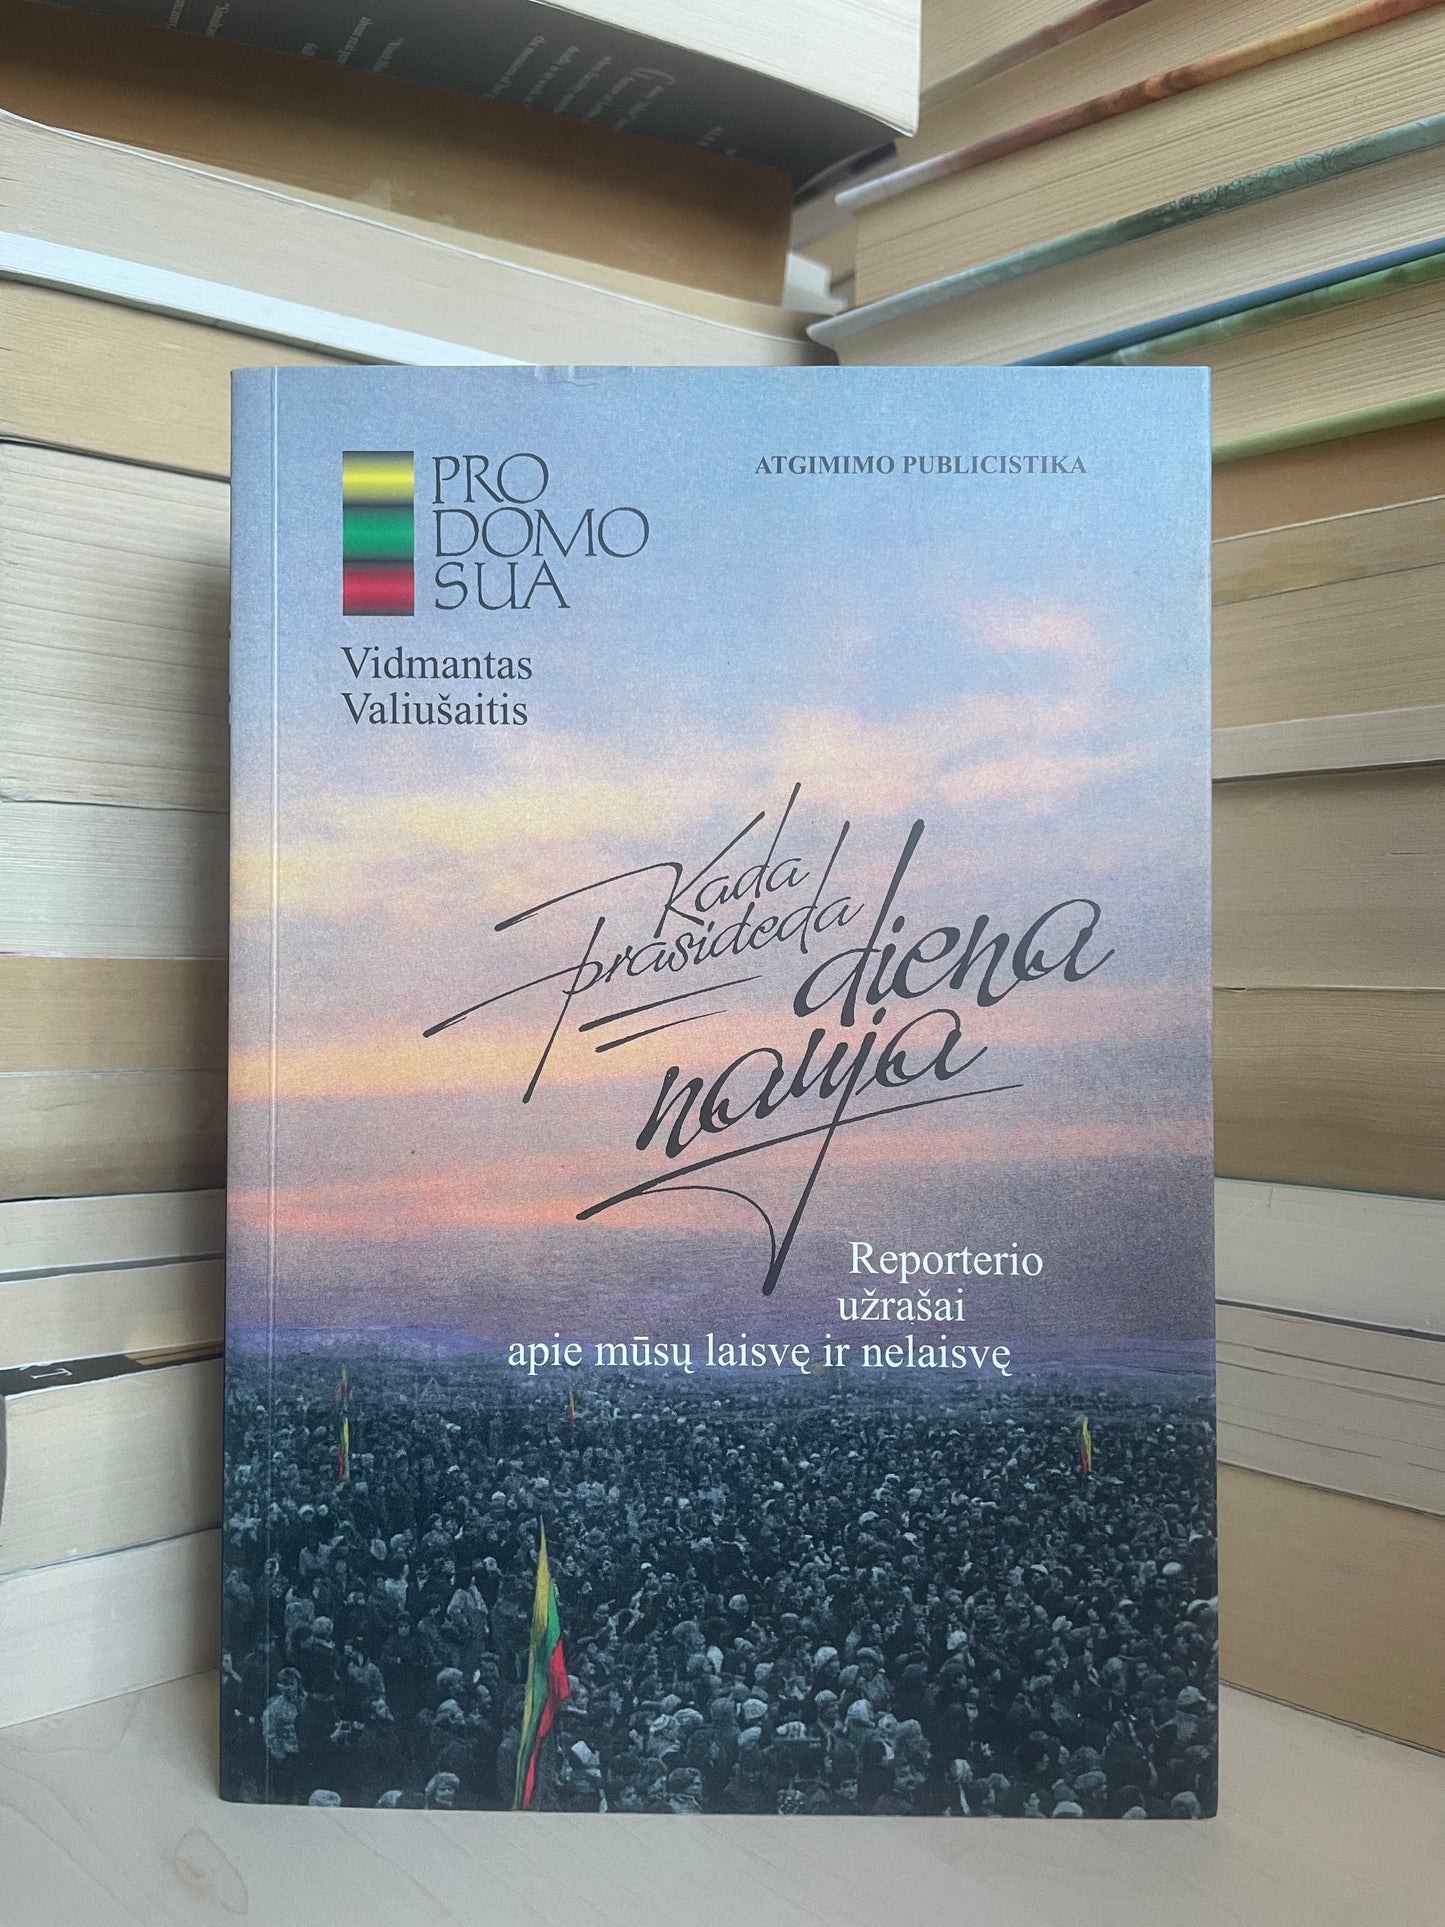 PRO
DOMO
SUA
ATGIMIMO PUBLICISTIKA
Vidmantas
Valiušaitis
Kada
prasideda
diena
nauja
Reporterio
užrašai
apie mūsų laisvę ir nelaisvę